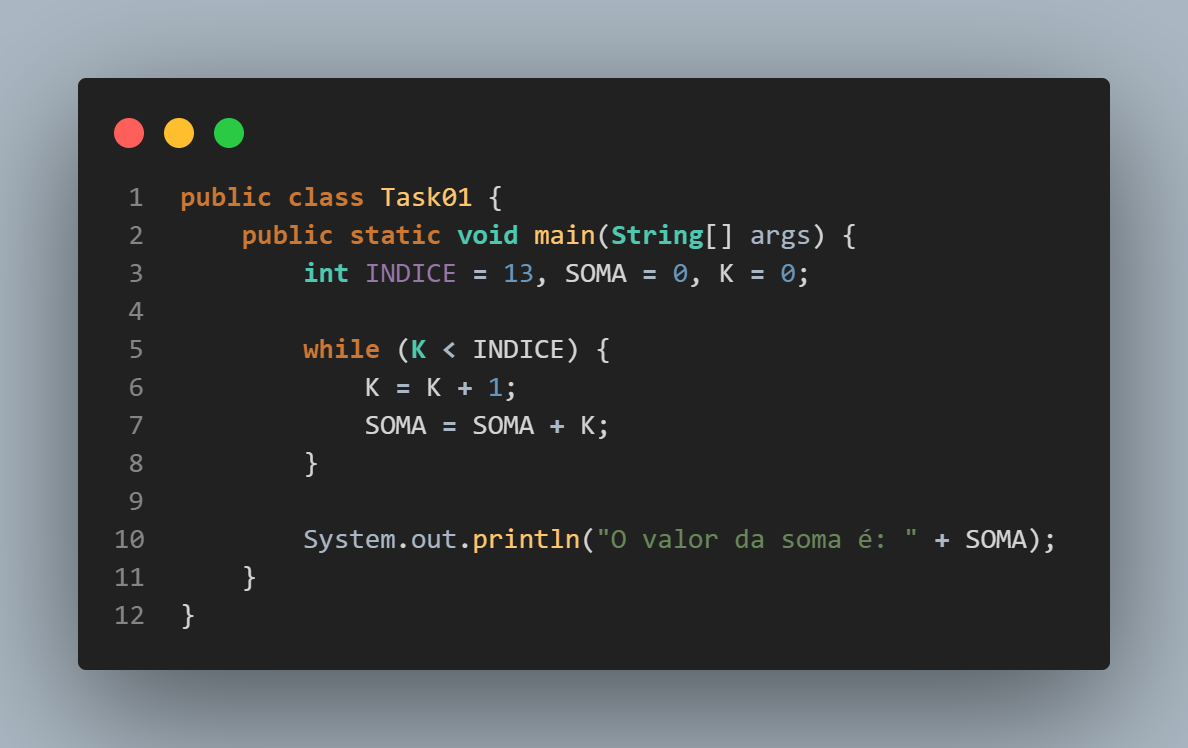 1 public class Task01 {
2     public static void main(String[] args) {
3         int INDICE = 13, SOMA = 0, K = 0;
4
5         while (K < INDICE) {
6             K = K + 1;
7             SOMA = SOMA + K;
8         }
9
10         System.out.println("O valor da soma é: " + SOMA);
11     }
12 }